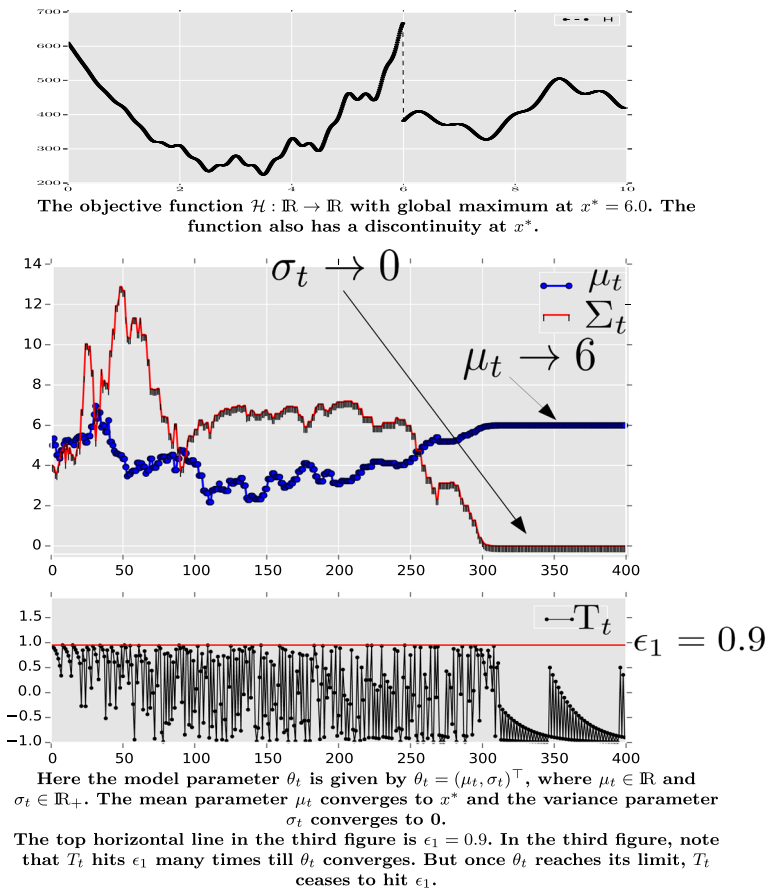 700
600
500
400
300
200
0 2 4 6 8 10
The objective function ℋ : ℝ → ℝ with global maximum at x* = 6.0. The
function also has a discontinuity at x*.
14
12
10
8
6
4
2
0
σₜ → 0
μₜ
Σₜ
μₜ → 6
0 50 100 150 200 250 300 350 400
1.5
1.0
0.5
0.0
−0.5
−1.0
Tₜ
ϵ₁ = 0.9
0 50 100 150 200 250 300 350 400
Here the model parameter θₜ is given by θₜ = (μₜ, σₜ)⊤, where μₜ ∈ ℝ and
σₜ ∈ ℝ₊. The mean parameter μₜ converges to x* and the variance parameter
σₜ converges to 0.
The top horizontal line in the third figure is ϵ₁ = 0.9. In the third figure, note
that Tₜ hits ϵ₁ many times till θₜ converges. But once θₜ reaches its limit, Tₜ
ceases to hit ϵ₁.